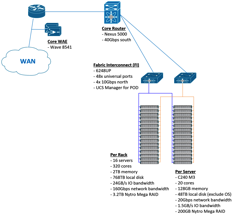 Core Router
- Nexus 5000
- 40Gbps south
Core WAE
- Wave 8541
WAN
Fabric Interconnect (FI)
- 6248UP
- 48x universal ports
- 4x 10Gbps north
- UCS Manager for POD
Per Rack
- 16 servers
- 320 cores
- 2TB memory
- 768TB local disk
- 24GB/s IO bandwidth
- 160Gbps network bandwidth
- 3.2TB Nytro Mega RAID
Per Server
- C240 M3
- 20 cores
- 128GB memory
- 48TB local disk (exclude OS)
- 20Gbps network bandwidth
- 1.5GB/s IO bandwidth
- 200GB Nytro Mega RAID